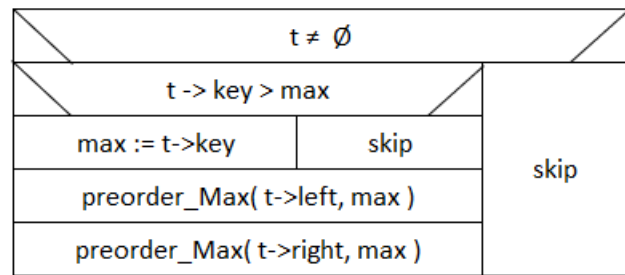 t ≠ Ø
t -> key > max
max := t->key
skip
skip
preorder_Max( t->left, max )
preorder_Max( t->right, max )